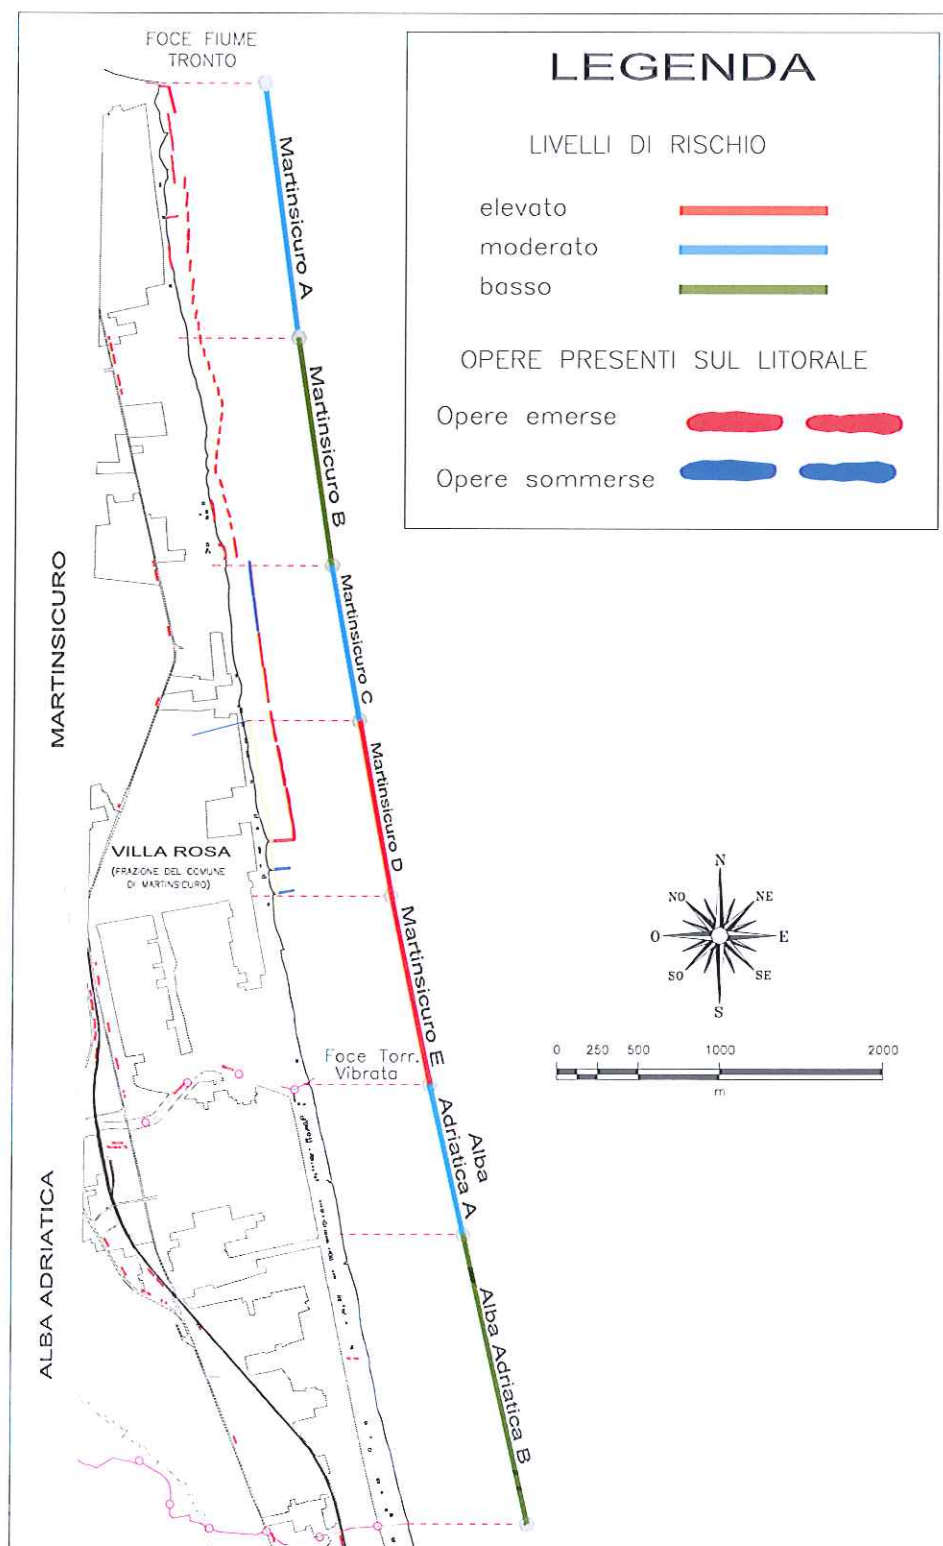 FOCE FIUME
TRONTO
LEGENDA
LIVELLI DI RISCHIO
elevato
moderato
basso
OPERE PRESENTI SUL LITORALE
Opere emerse
Opere sommerse
Martinsicuro A
Martinsicuro B
Martinsicuro C
Martinsicuro D
Martinsicuro E
MARTINSICURO
VILLA ROSA
(FRAZIONE DEL COMUNE
DI MARTINSICURO)
N
NO
NE
O
E
SO
SE
S
0 250 500 1000 2000
m
Foce Torr.
Vibrata
Alba
Adriatica A
Alba Adriatica B
ALBA ADRIATICA